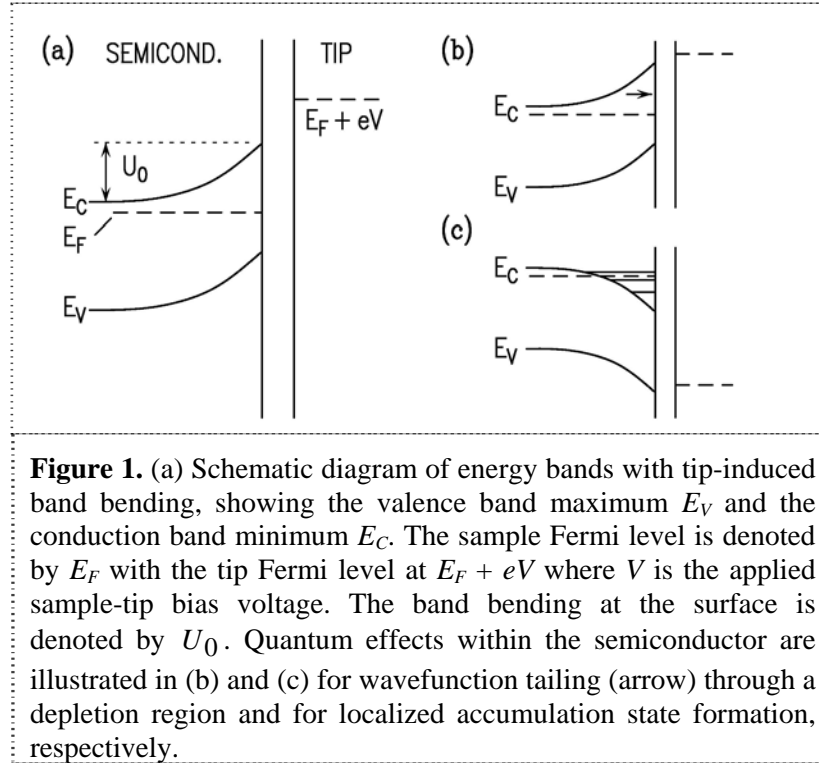 (a) SEMICOND. TIP
E_F + eV
U_0
E_C
E_F
E_V
(b)
E_C
E_V
(c)
E_C
E_V
Figure 1. (a) Schematic diagram of energy bands with tip-induced
band bending, showing the valence band maximum E_V and the
conduction band minimum E_C. The sample Fermi level is denoted
by E_F with the tip Fermi level at E_F + eV where V is the applied
sample-tip bias voltage. The band bending at the surface is
denoted by U_0. Quantum effects within the semiconductor are
illustrated in (b) and (c) for wavefunction tailing (arrow) through a
depletion region and for localized accumulation state formation,
respectively.